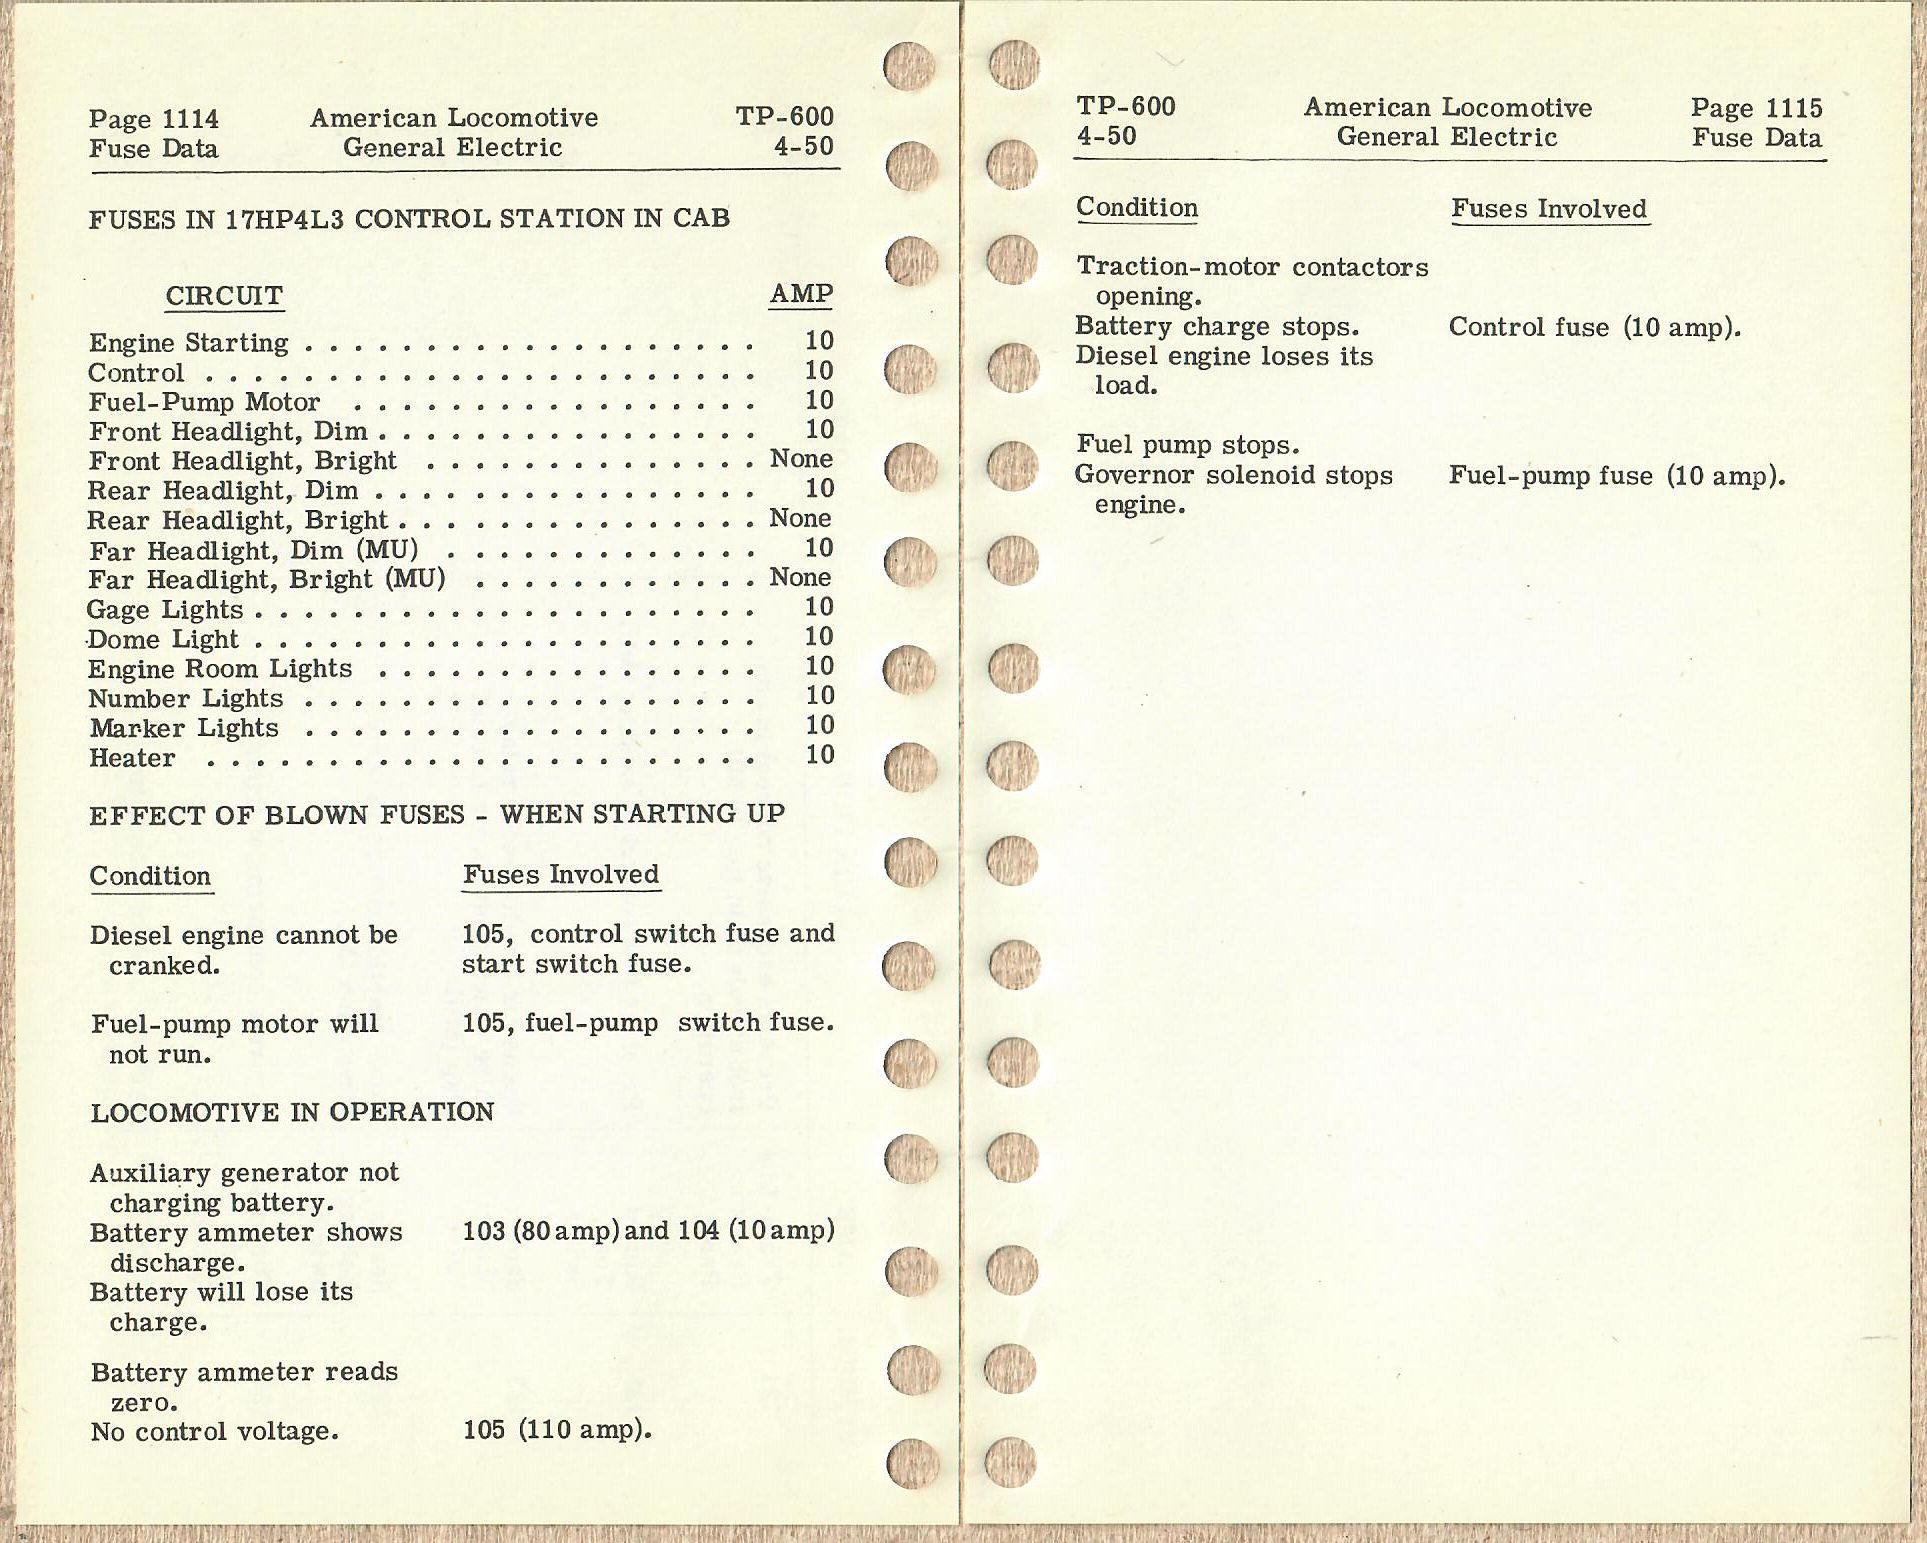 Page 1114 American Locomotive TP-600
Fuse Data General Electric 4-50
FUSES IN 17HP4L3 CONTROL STATION IN CAB
CIRCUIT AMP
Engine Starting . . . . . . . . . . . . . . . . . . . 10
Control . . . . . . . . . . . . . . . . . . . . . . . 10
Fuel-Pump Motor . . . . . . . . . . . . . . . . . 10
Front Headlight, Dim . . . . . . . . . . . . . . . . 10
Front Headlight, Bright . . . . . . . . . . . . . . None
Rear Headlight, Dim . . . . . . . . . . . . . . . . 10
Rear Headlight, Bright . . . . . . . . . . . . . . . None
Far Headlight, Dim (MU) . . . . . . . . . . . . . 10
Far Headlight, Bright (MU) . . . . . . . . . . . . None
Gage Lights . . . . . . . . . . . . . . . . . . . . . 10
Dome Light . . . . . . . . . . . . . . . . . . . . . 10
Engine Room Lights . . . . . . . . . . . . . . . . 10
Number Lights . . . . . . . . . . . . . . . . . . . 10
Marker Lights . . . . . . . . . . . . . . . . . . . 10
Heater . . . . . . . . . . . . . . . . . . . . . . . 10
EFFECT OF BLOWN FUSES - WHEN STARTING UP
Condition Fuses Involved
Diesel engine cannot be 105, control switch fuse and
cranked. start switch fuse.
Fuel-pump motor will 105, fuel-pump switch fuse.
not run.
LOCOMOTIVE IN OPERATION
Auxiliary generator not
charging battery.
Battery ammeter shows 103 (80 amp) and 104 (10 amp)
discharge.
Battery will lose its
charge.
Battery ammeter reads
zero.
No control voltage. 105 (110 amp).
TP-600 American Locomotive Page 1115
4-50 General Electric Fuse Data
Condition Fuses Involved
Traction-motor contactors
opening.
Battery charge stops. Control fuse (10 amp).
Diesel engine loses its
load.
Fuel pump stops.
Governor solenoid stops Fuel-pump fuse (10 amp).
engine.